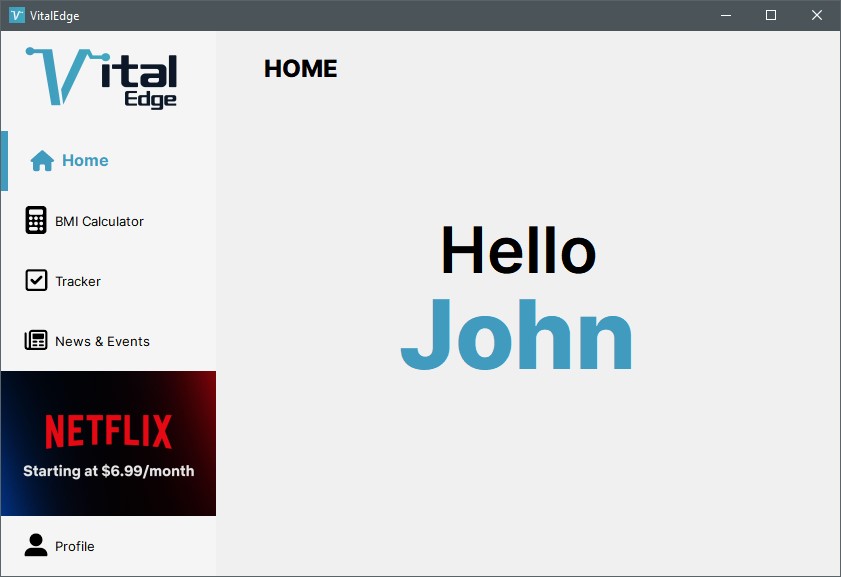 VitalEdge
Vital
Edge
HOME
Home
BMI Calculator
Tracker
News & Events
Hello
John
NETFLIX
Starting at $6.99/month
Profile